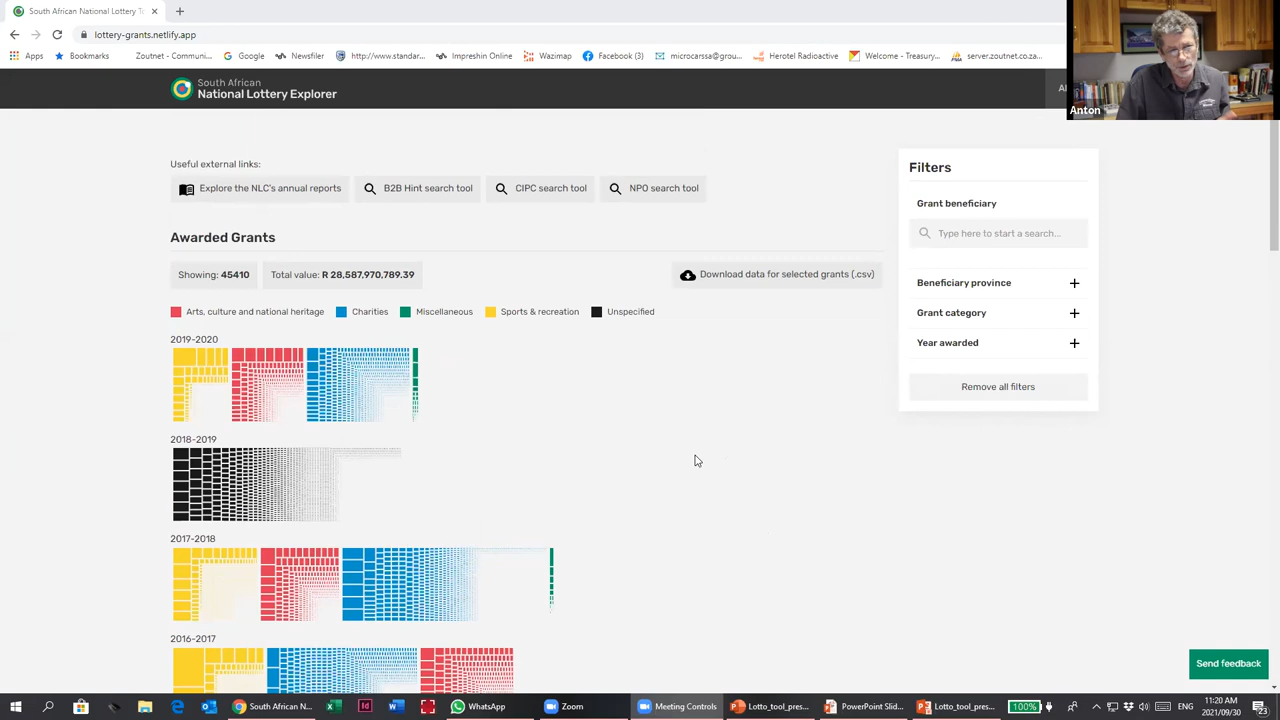 South African National Lottery T
lottery-grants.netlify.app
Apps
Bookmarks
Zoutnet - Communi...
Google
Newsfiler
http://www.standar...
Impreshin Online
Wazimap
Facebook (3)
microcarssa@grou...
Herotel Radioactive
Welcome - Treasury...
server.zoutnet.co.za...
Anton
South African
National Lottery Explorer
Useful external links:
Explore the NLC's annual reports
B2B Hint search tool
CIPC search tool
NPO search tool
Awarded Grants
Showing: 45410
Total value: R 28,587,970,789.39
Download data for selected grants (.csv)
Arts, culture and national heritage
Charities
Miscellaneous
Sports & recreation
Unspecified
2019-2020
2018-2019
2017-2018
2016-2017
Filters
Grant beneficiary
Type here to start a search...
Beneficiary province
Grant category
Year awarded
Remove all filters
Send feedback
South African N...
WhatsApp
Zoom
Meeting Controls
Lotto_tool_pres...
PowerPoint Slid...
Lotto_tool_pres...
100%
ENG
11:20 AM
2021/09/30
23